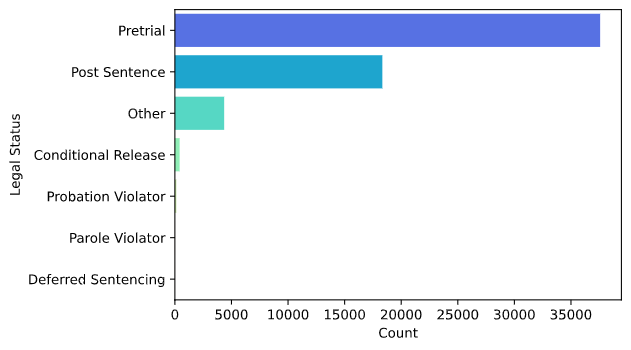 Pretrial
Post Sentence
Other
Conditional Release
Probation Violator
Parole Violator
Deferred Sentencing
Legal Status
0 5000 10000 15000 20000 25000 30000 35000
Count